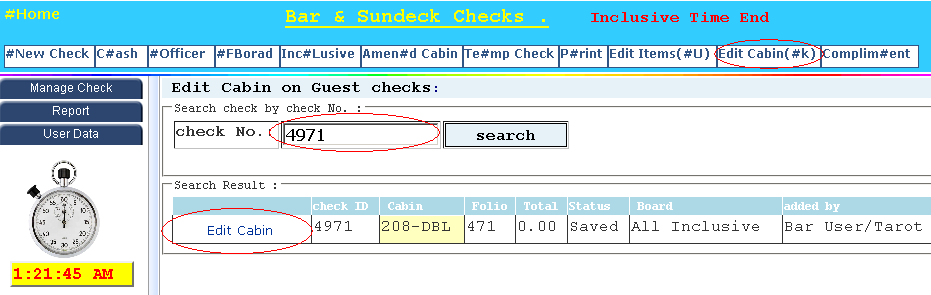 #Home
Bar & Sundeck Checks . Inclusive Time End
#New Check C#ash #Officer #FBorad Inc#Lusive Amen#d Cabin Te#mp Check P#rint Edit Items(#U) Edit Cabin(#k) Complim#ent
Manage Check
Report
User Data
1:21:45 AM
Edit Cabin on Guest checks:
Search check by check No. :
check No.: 4971 search
Search Result :
check ID Cabin Folio Total Status Board added by
Edit Cabin 4971 208-DBL 471 0.00 Saved All Inclusive Bar User/Tarot